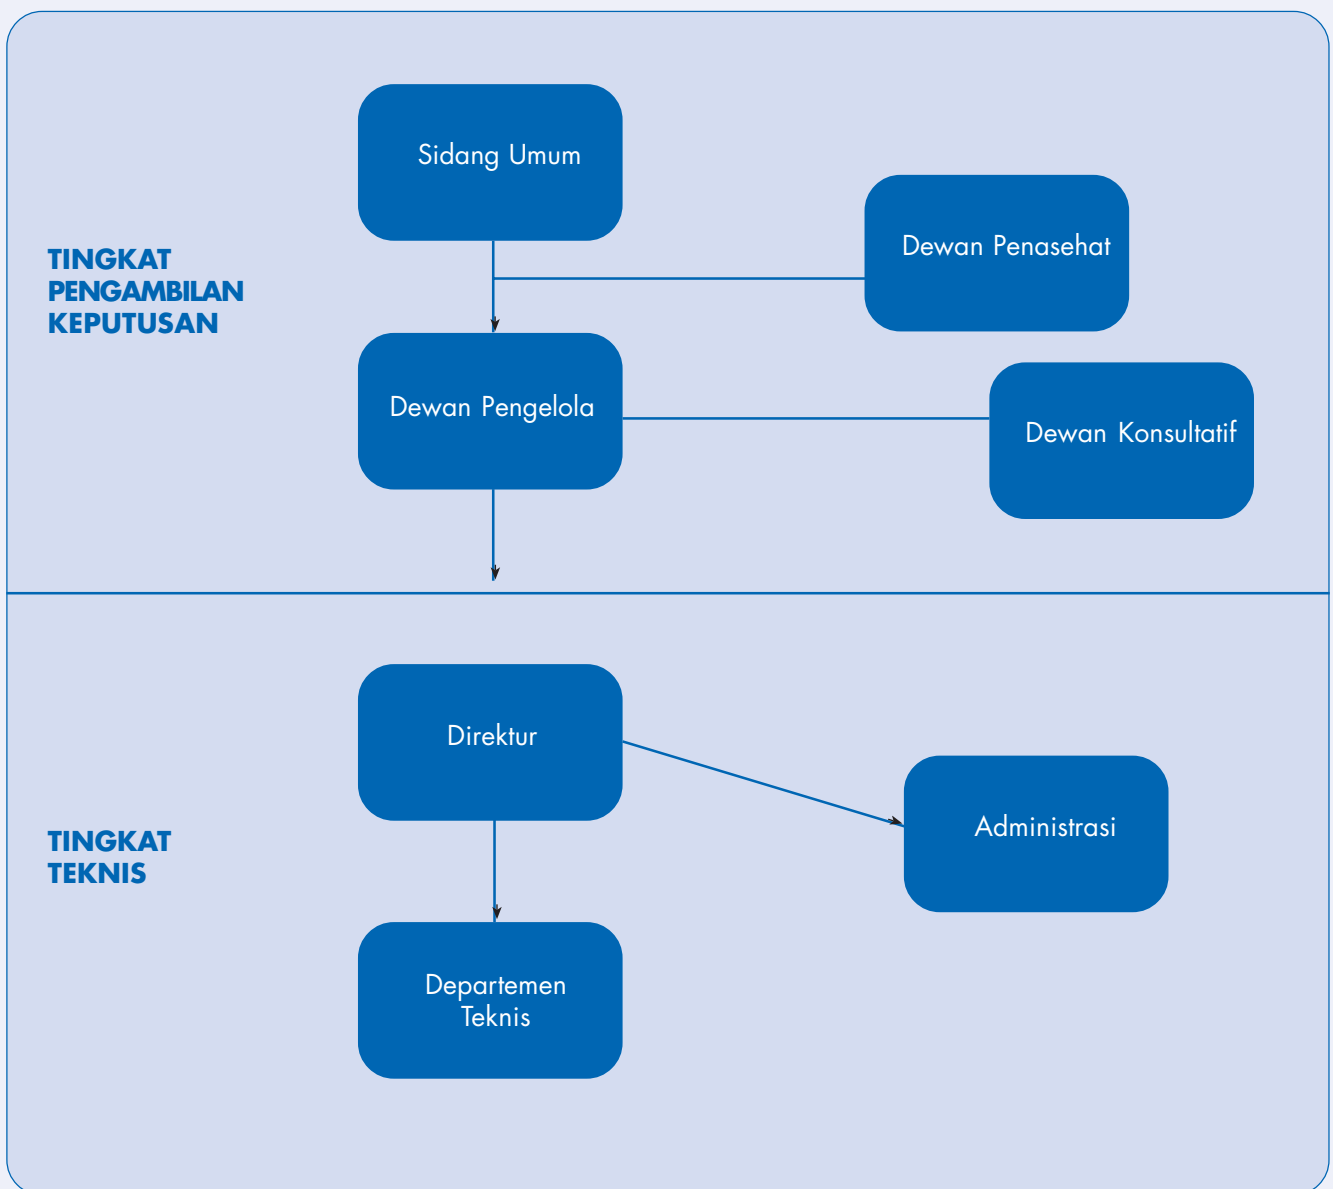 Sidang Umum
Dewan Penasehat
TINGKAT
PENGAMBILAN
KEPUTUSAN
Dewan Pengelola
Dewan Konsultatif
Direktur
Administrasi
TINGKAT
TEKNIS
Departemen
Teknis